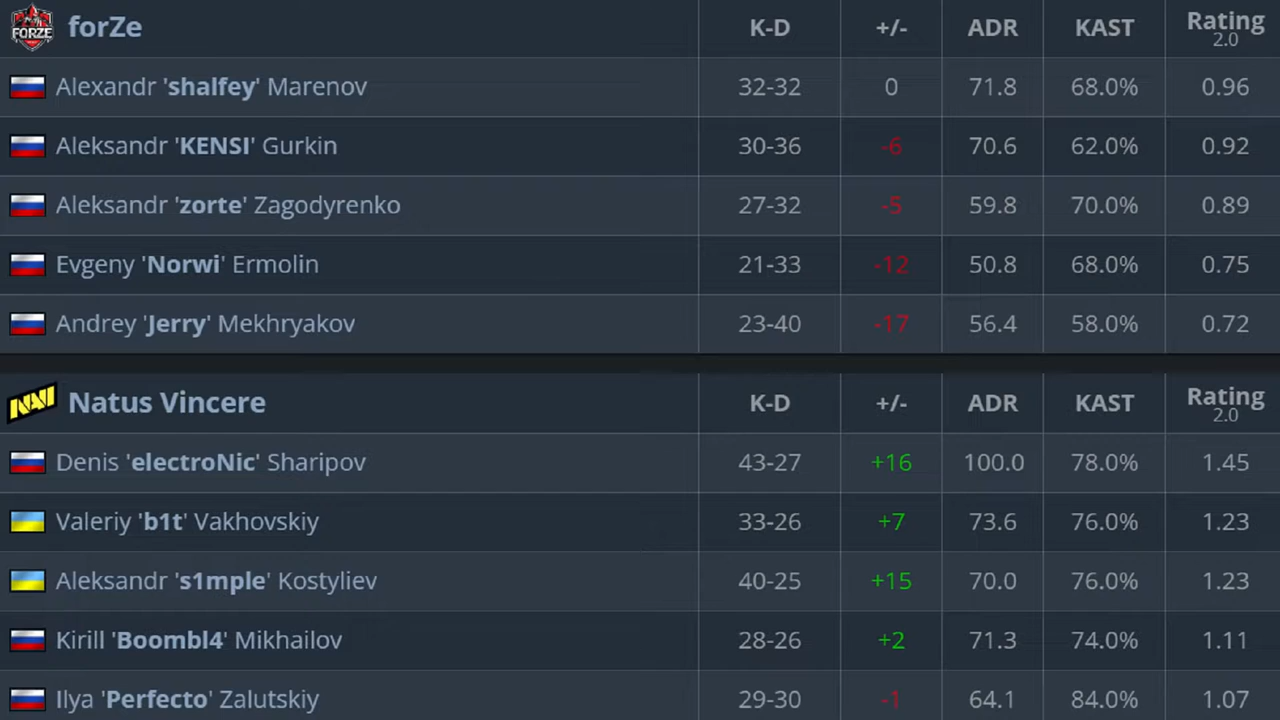 FORZE forZe K-D +/- ADR KAST Rating 2.0
Alexandr 'shalfey' Marenov 32-32 0 71.8 68.0% 0.96
Aleksandr 'KENSI' Gurkin 30-36 -6 70.6 62.0% 0.92
Aleksandr 'zorte' Zagodyrenko 27-32 -5 59.8 70.0% 0.89
Evgeny 'Norwi' Ermolin 21-33 -12 50.8 68.0% 0.75
Andrey 'Jerry' Mekhryakov 23-40 -17 56.4 58.0% 0.72
NAVI Natus Vincere K-D +/- ADR KAST Rating 2.0
Denis 'electroNic' Sharipov 43-27 +16 100.0 78.0% 1.45
Valeriy 'b1t' Vakhovskiy 33-26 +7 73.6 76.0% 1.23
Aleksandr 's1mple' Kostyliev 40-25 +15 70.0 76.0% 1.23
Kirill 'Boombl4' Mikhailov 28-26 +2 71.3 74.0% 1.11
Ilya 'Perfecto' Zalutskiy 29-30 -1 64.1 84.0% 1.07